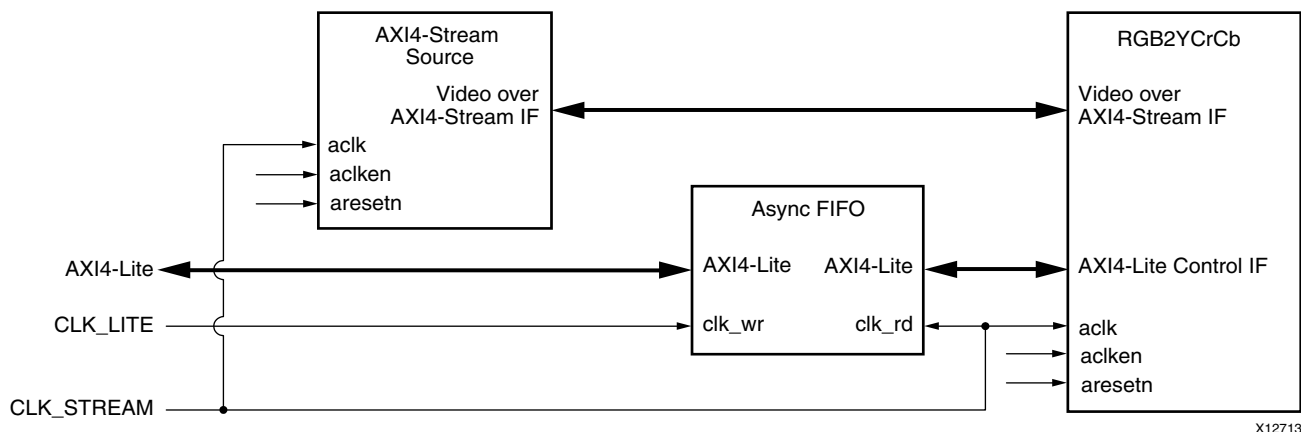 AXI4-Stream
Source
Video over
AXI4-Stream IF
aclk
aclken
aresetn
RGB2YCrCb
Video over
AXI4-Stream IF
Async FIFO
AXI4-Lite
AXI4-Lite
AXI4-Lite
AXI4-Lite Control IF
CLK_LITE
clk_wr
clk_rd
aclk
aclken
aresetn
CLK_STREAM
X12713